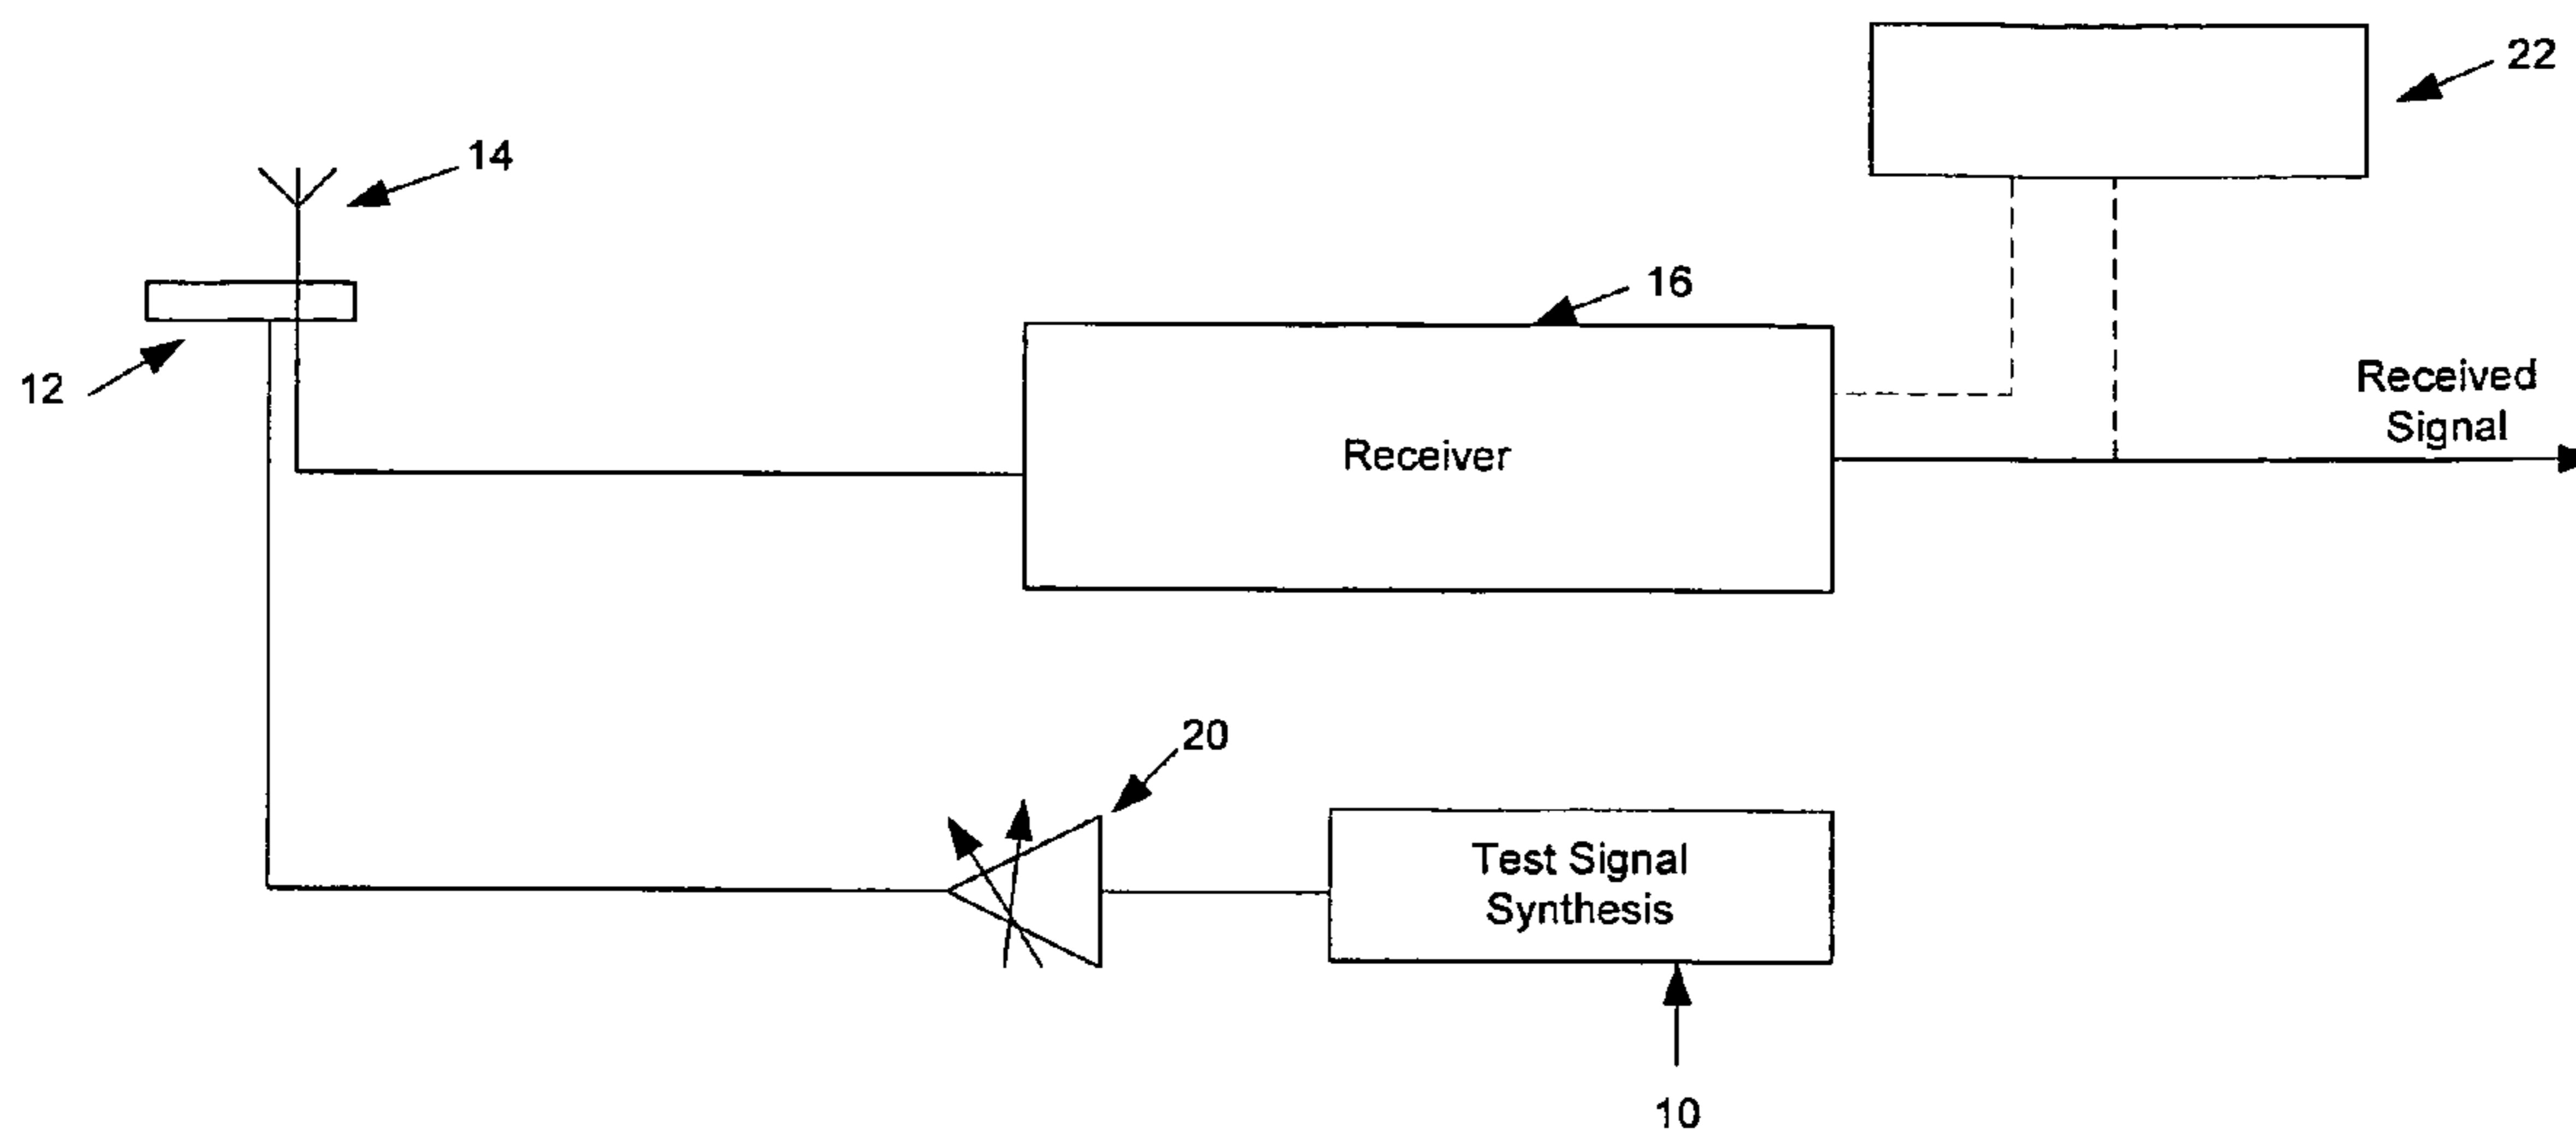 22
14
16
12
Received
Signal
Receiver
20
Test Signal
Synthesis
10